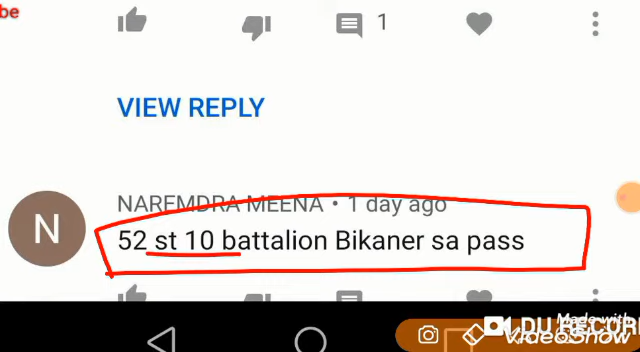 be
1
VIEW REPLY
NAREMDRA MEENA • 1 day ago
N
52 st 10 battalion Bikaner sa pass
Made with
DU RECOR
VideoShow